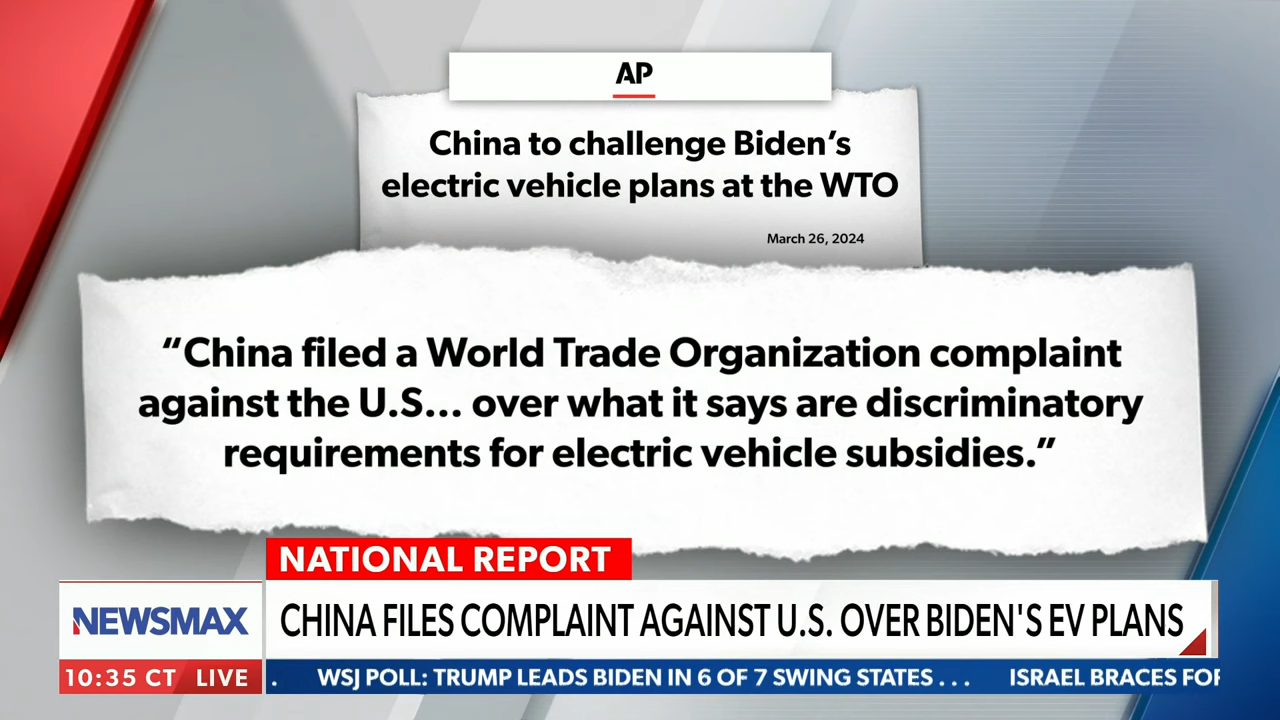 AP
China to challenge Biden's
electric vehicle plans at the WTO
March 26, 2024
“China filed a World Trade Organization complaint
against the U.S... over what it says are discriminatory
requirements for electric vehicle subsidies.”
NATIONAL REPORT
NEWSMAX
CHINA FILES COMPLAINT AGAINST U.S. OVER BIDEN'S EV PLANS
10:35 CT LIVE
. WSJ POLL: TRUMP LEADS BIDEN IN 6 OF 7 SWING STATES . . . ISRAEL BRACES FOR